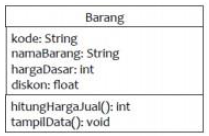 Barang
kode: String
namaBarang: String
hargaDasar: int
diskon: float
hitungHargaJual(): int
tampilData(): void